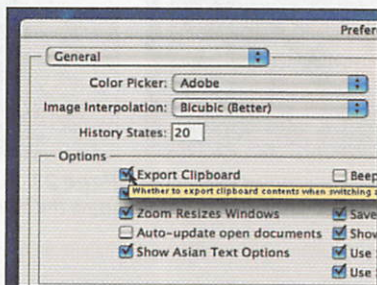 Prefer
General
Color Picker: Adobe
Image Interpolation: Bicubic (Better)
History States: 20
Options
Export Clipboard
Beep
Whether to export clipboard contents when switching a
Zoom Resizes Windows
Save
Auto-update open documents
Show
Show Asian Text Options
Use
Use